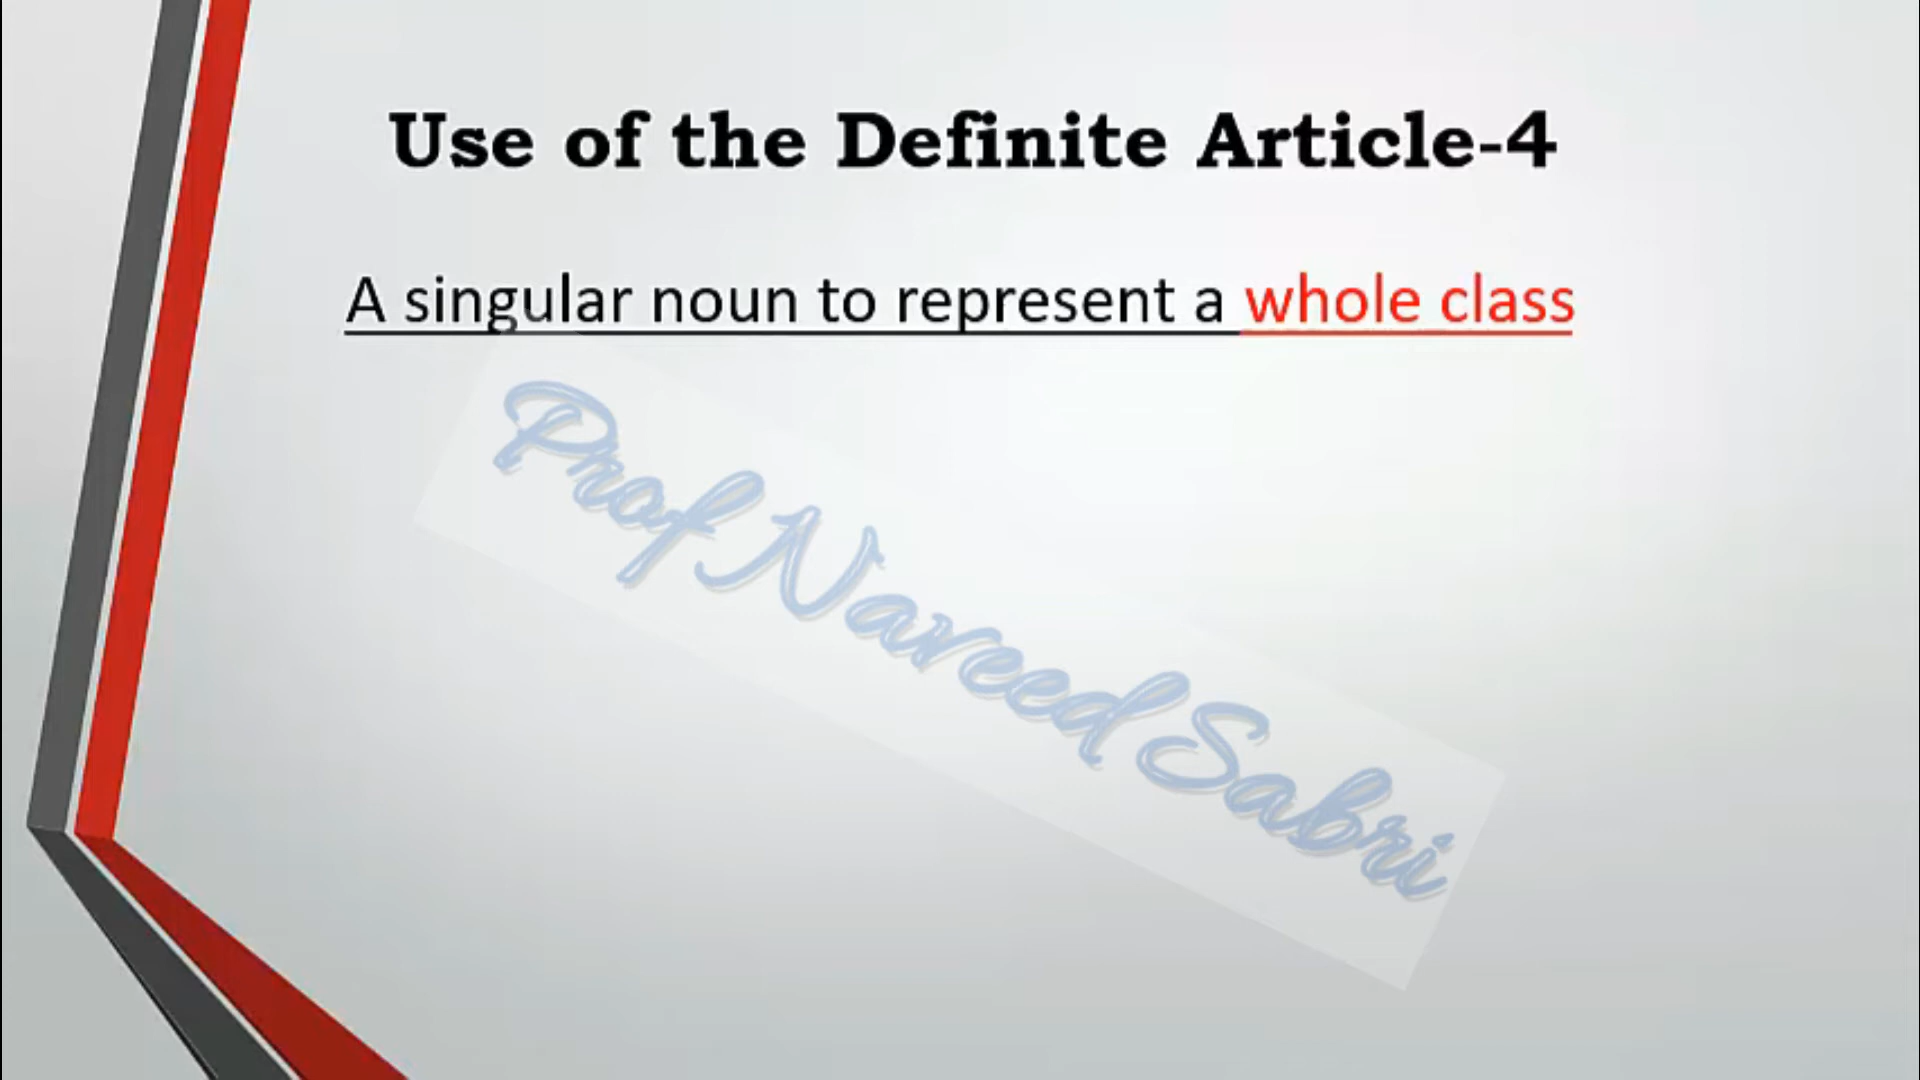 Use of the Definite Article-4
A singular noun to represent a whole class
Prof Naveed Sabri